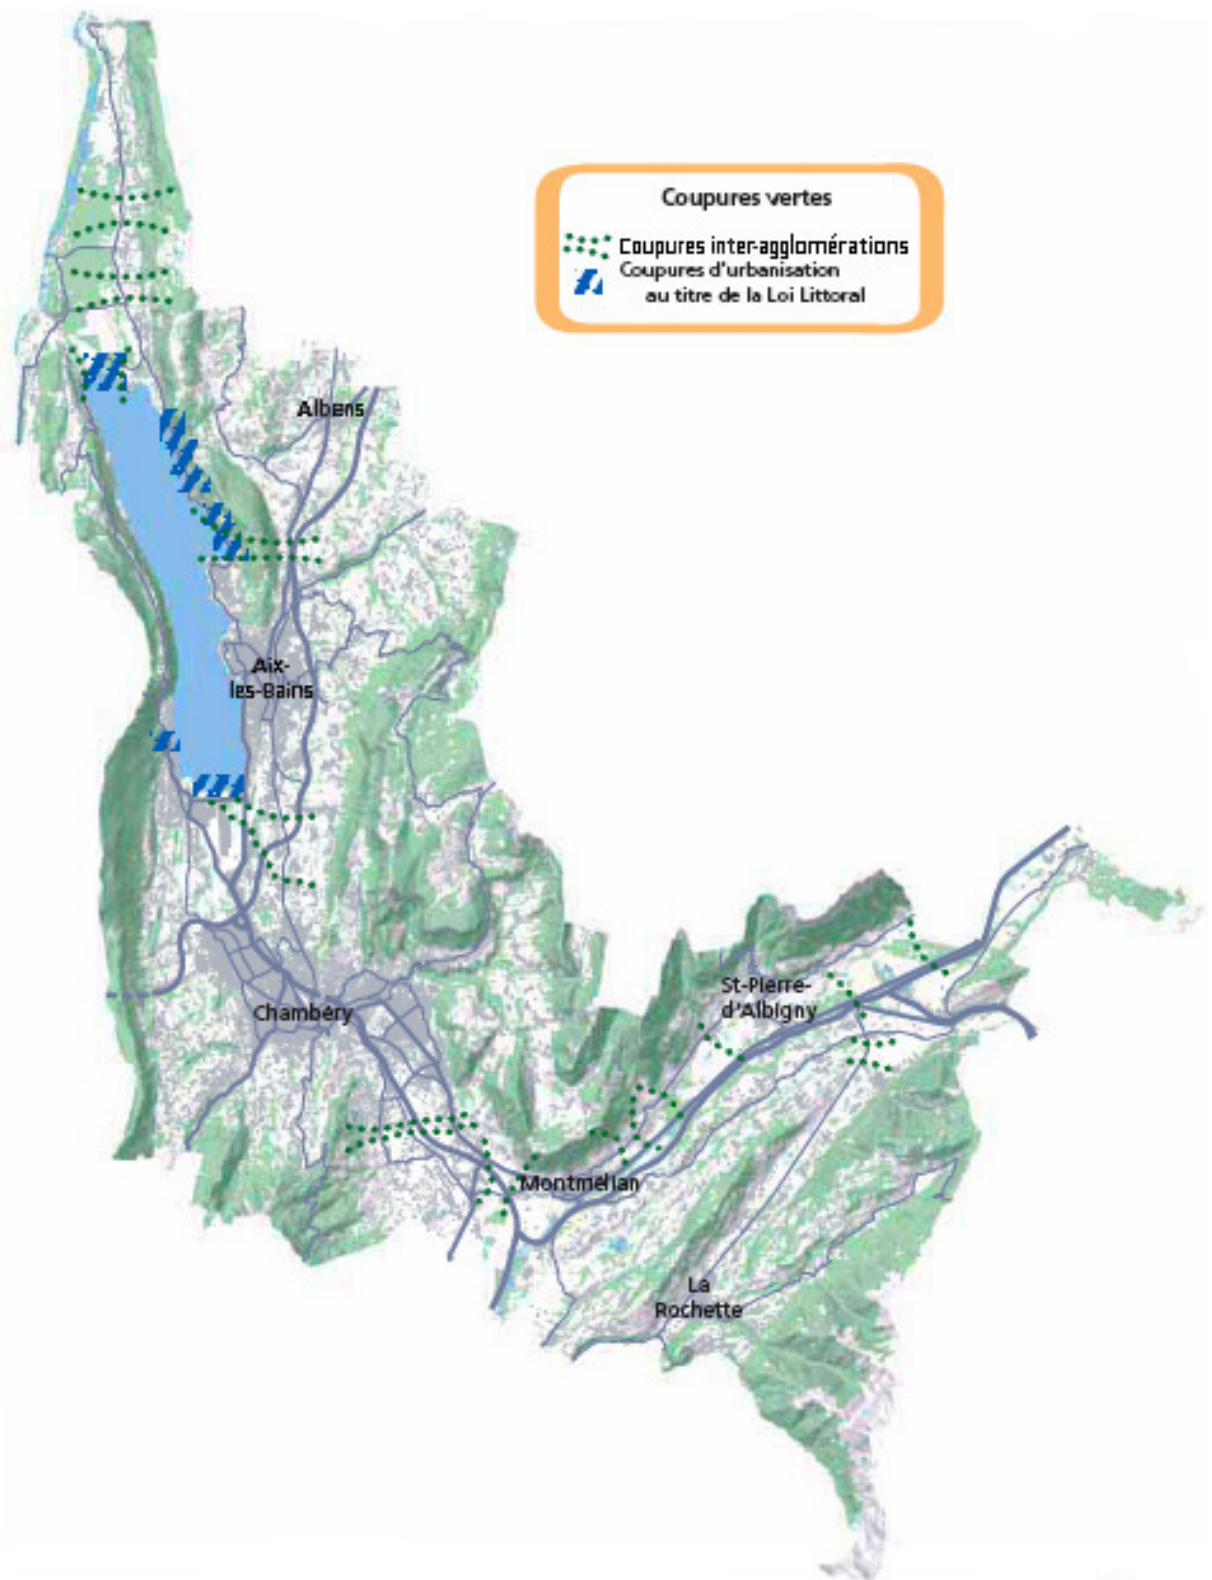 Coupures vertes
Coupures inter-agglomérations
Coupures d'urbanisation
au titre de la Loi Littoral
Albens
Aix-
les-Bains
St-Pierre-
d'Albigny
Chambéry
Montmélian
La
Rochette